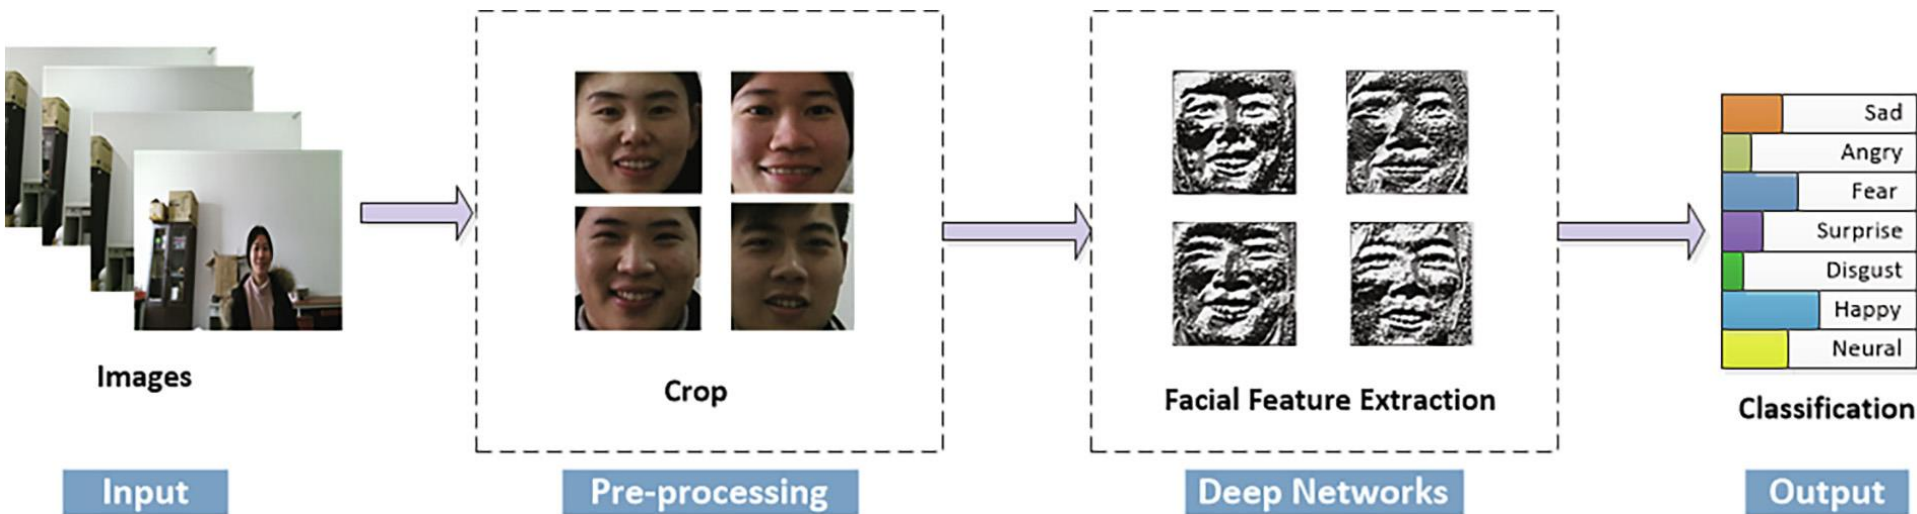 Images
Crop
Facial Feature Extraction
Sad
Angry
Fear
Surprise
Disgust
Happy
Neural
Classification
Input
Pre-processing
Deep Networks
Output